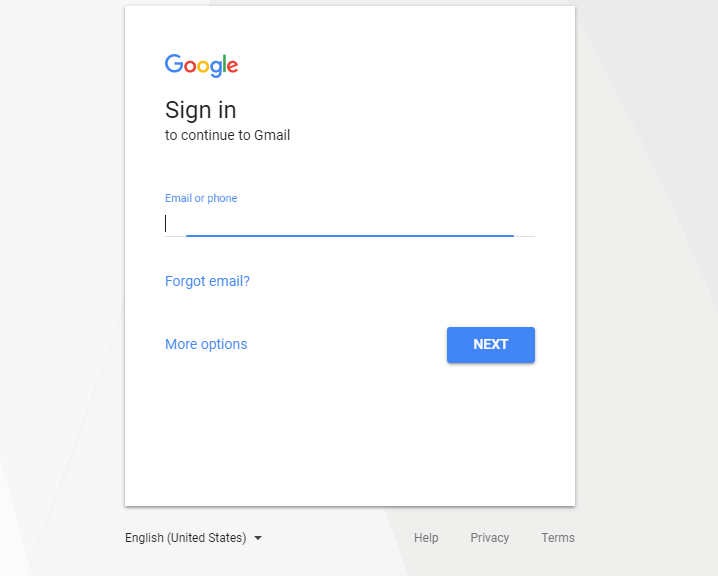 Google
Sign in
to continue to Gmail
Email or phone
Forgot email?
More options
NEXT
English (United States)
Help Privacy Terms